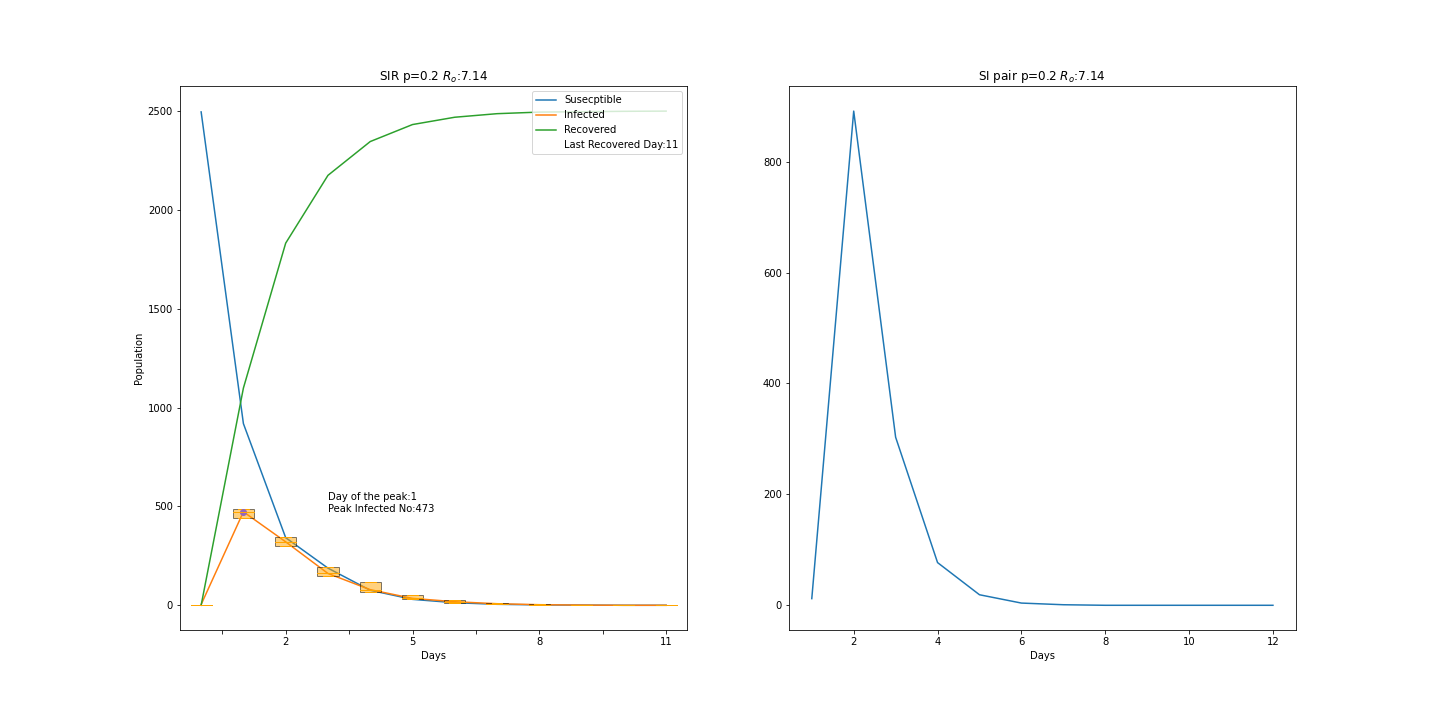 SIR p=0.2 Rₒ:7.14
Susecptible
Infected
Recovered
Last Recovered Day:11
2500
2000
1500
1000
500
0
Population
Day of the peak:1
Peak Infected No:473
2 5 8 11
Days
SI pair p=0.2 Rₒ:7.14
800
600
400
200
0
2 4 6 8 10 12
Days